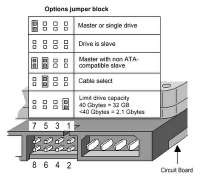 Options jumper block
Master or single drive
Drive is slave
Master with non ATA-
compatible slave
Cable select
Limit drive capacity
40 Gbytes = 32 GB
<40 Gbytes = 2.1 Gbytes
7 5 3 1
8 6 4 2
Circuit Board